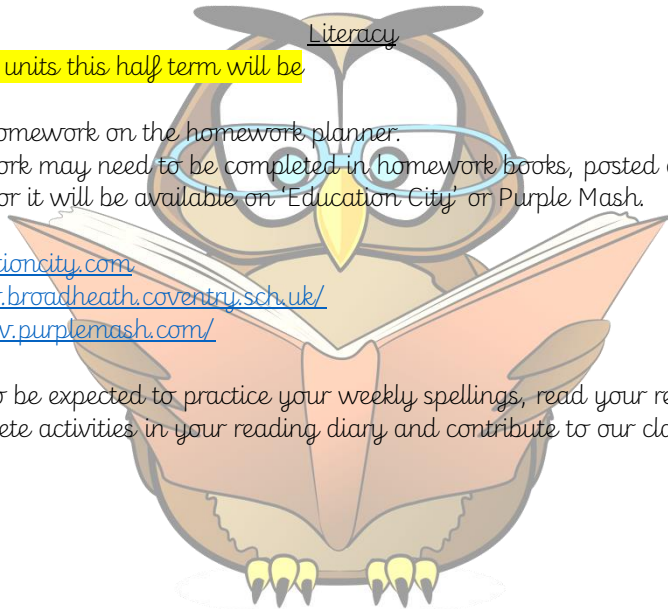 Literacy
units this half term will be
omework on the homework planner.
ork may need to be completed in homework books, posted
or it will be available on ‘Education City’ or Purple Mash.
tioncity.com
.broadheath.coventry.sch.uk/
w.purplemash.com/
o be expected to practice your weekly spellings, read your re
ete activities in your reading diary and contribute to our cla